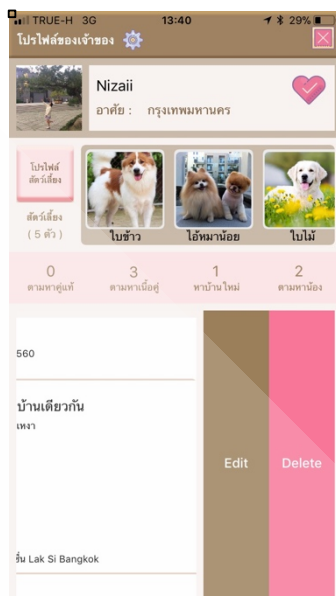 TRUE-H 3G 13:40 29%
โปรไฟล์ของเจ้าของ
Nizaii
อาศัย : กรุงเทพมหานคร
โปรไฟล์
สัตว์เลี้ยง
สัตว์เลี้ยง
( 5 ตัว )
ใบข้าว ไอ้หมาน้อย ใบไม้
0 3 1 2
ตามหาคู่แท้ ตามหาเนื้อคู่ หาบ้านใหม่ ตามหาน้อง
560
บ้านเดียวกัน
เหงา
Edit Delete
ชั่น Lak Si Bangkok